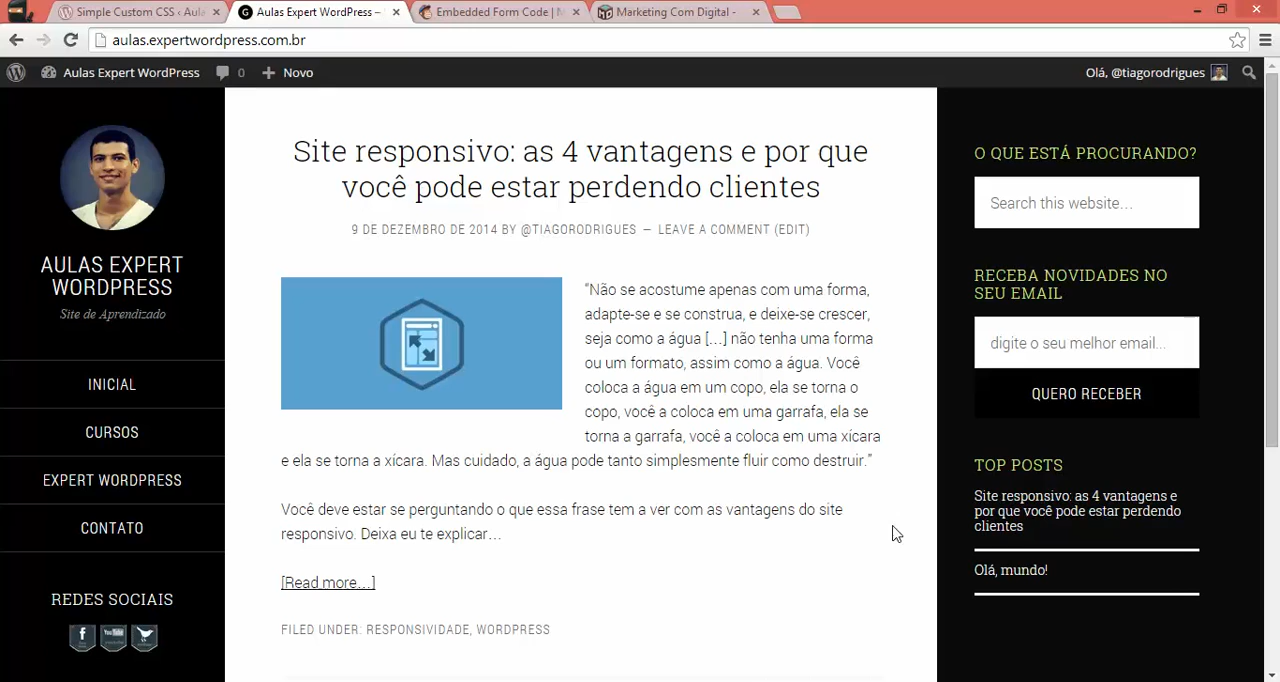 Simple Custom CSS ‹ Aula
Aulas Expert WordPress –
Embedded Form Code | M
Marketing Com Digital -
aulas.expertwordpress.com.br
Aulas Expert WordPress
0
Novo
Olá, @tiagorodrigues
AULAS EXPERT
WORDPRESS
Site de Aprendizado
INICIAL
CURSOS
EXPERT WORDPRESS
CONTATO
REDES SOCIAIS
Site responsivo: as 4 vantagens e por que
você pode estar perdendo clientes
9 DE DEZEMBRO DE 2014 BY @TIAGORODRIGUES — LEAVE A COMMENT (EDIT)
“Não se acostume apenas com uma forma,
adapte-se e se construa, e deixe-se crescer,
seja como a água […] não tenha uma forma
ou um formato, assim como a água. Você
coloca a água em um copo, ela se torna o
copo, você a coloca em uma garrafa, ela se
torna a garrafa, você a coloca em uma xícara
e ela se torna a xícara. Mas cuidado, a água pode tanto simplesmente fluir como destruir.”
Você deve estar se perguntando o que essa frase tem a ver com as vantagens do site
responsivo. Deixa eu te explicar…
[Read more…]
FILED UNDER: RESPONSIVIDADE, WORDPRESS
O QUE ESTÁ PROCURANDO?
Search this website…
RECEBA NOVIDADES NO
SEU EMAIL
digite o seu melhor email...
QUERO RECEBER
TOP POSTS
Site responsivo: as 4 vantagens e
por que você pode estar perdendo
clientes
Olá, mundo!